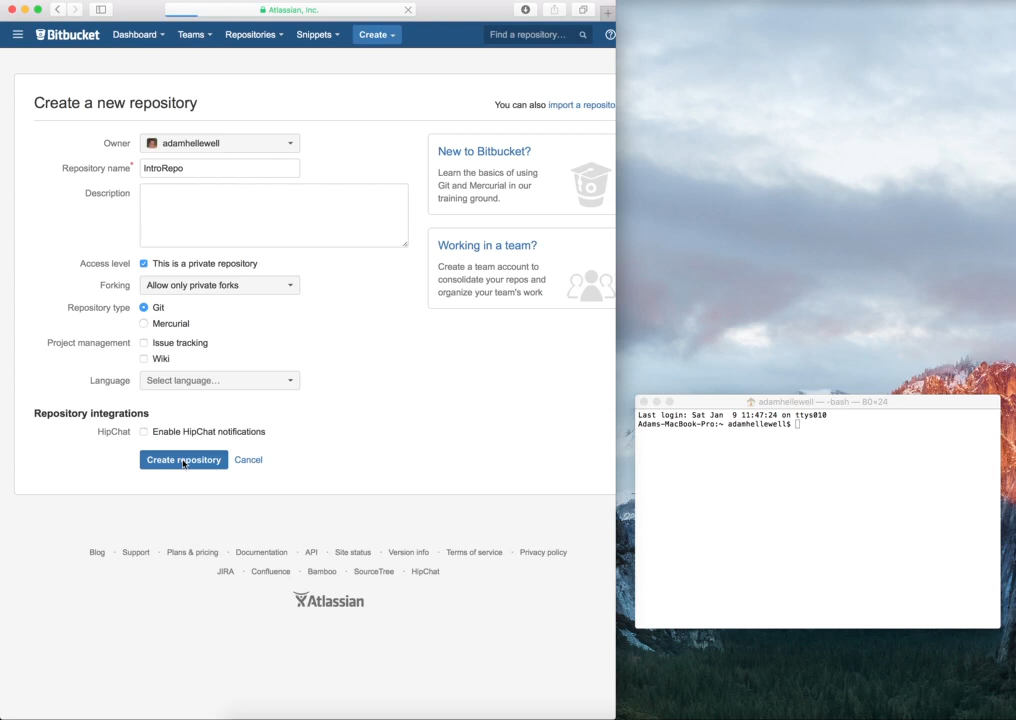 Atlassian, Inc.
Bitbucket Dashboard Teams Repositories Snippets Create Find a repository...
Create a new repository
You can also import a reposito
Owner adamhellewell
Repository name* IntroRepo
Description
Access level This is a private repository
Forking Allow only private forks
Repository type Git
Mercurial
Project management Issue tracking
Wiki
Language Select language...
Repository integrations
HipChat Enable HipChat notifications
Create repository Cancel
New to Bitbucket?
Learn the basics of using
Git and Mercurial in our
training ground.
Working in a team?
Create a team account to
consolidate your repos and
organize your team's work
Blog · Support · Plans & pricing · Documentation · API · Site status · Version info · Terms of service · Privacy policy
JIRA · Confluence · Bamboo · SourceTree · HipChat
Atlassian
adamhellewell — -bash — 80×24
Last login: Sat Jan  9 11:47:24 on ttys010
Adams-MacBook-Pro:~ adamhellewell$